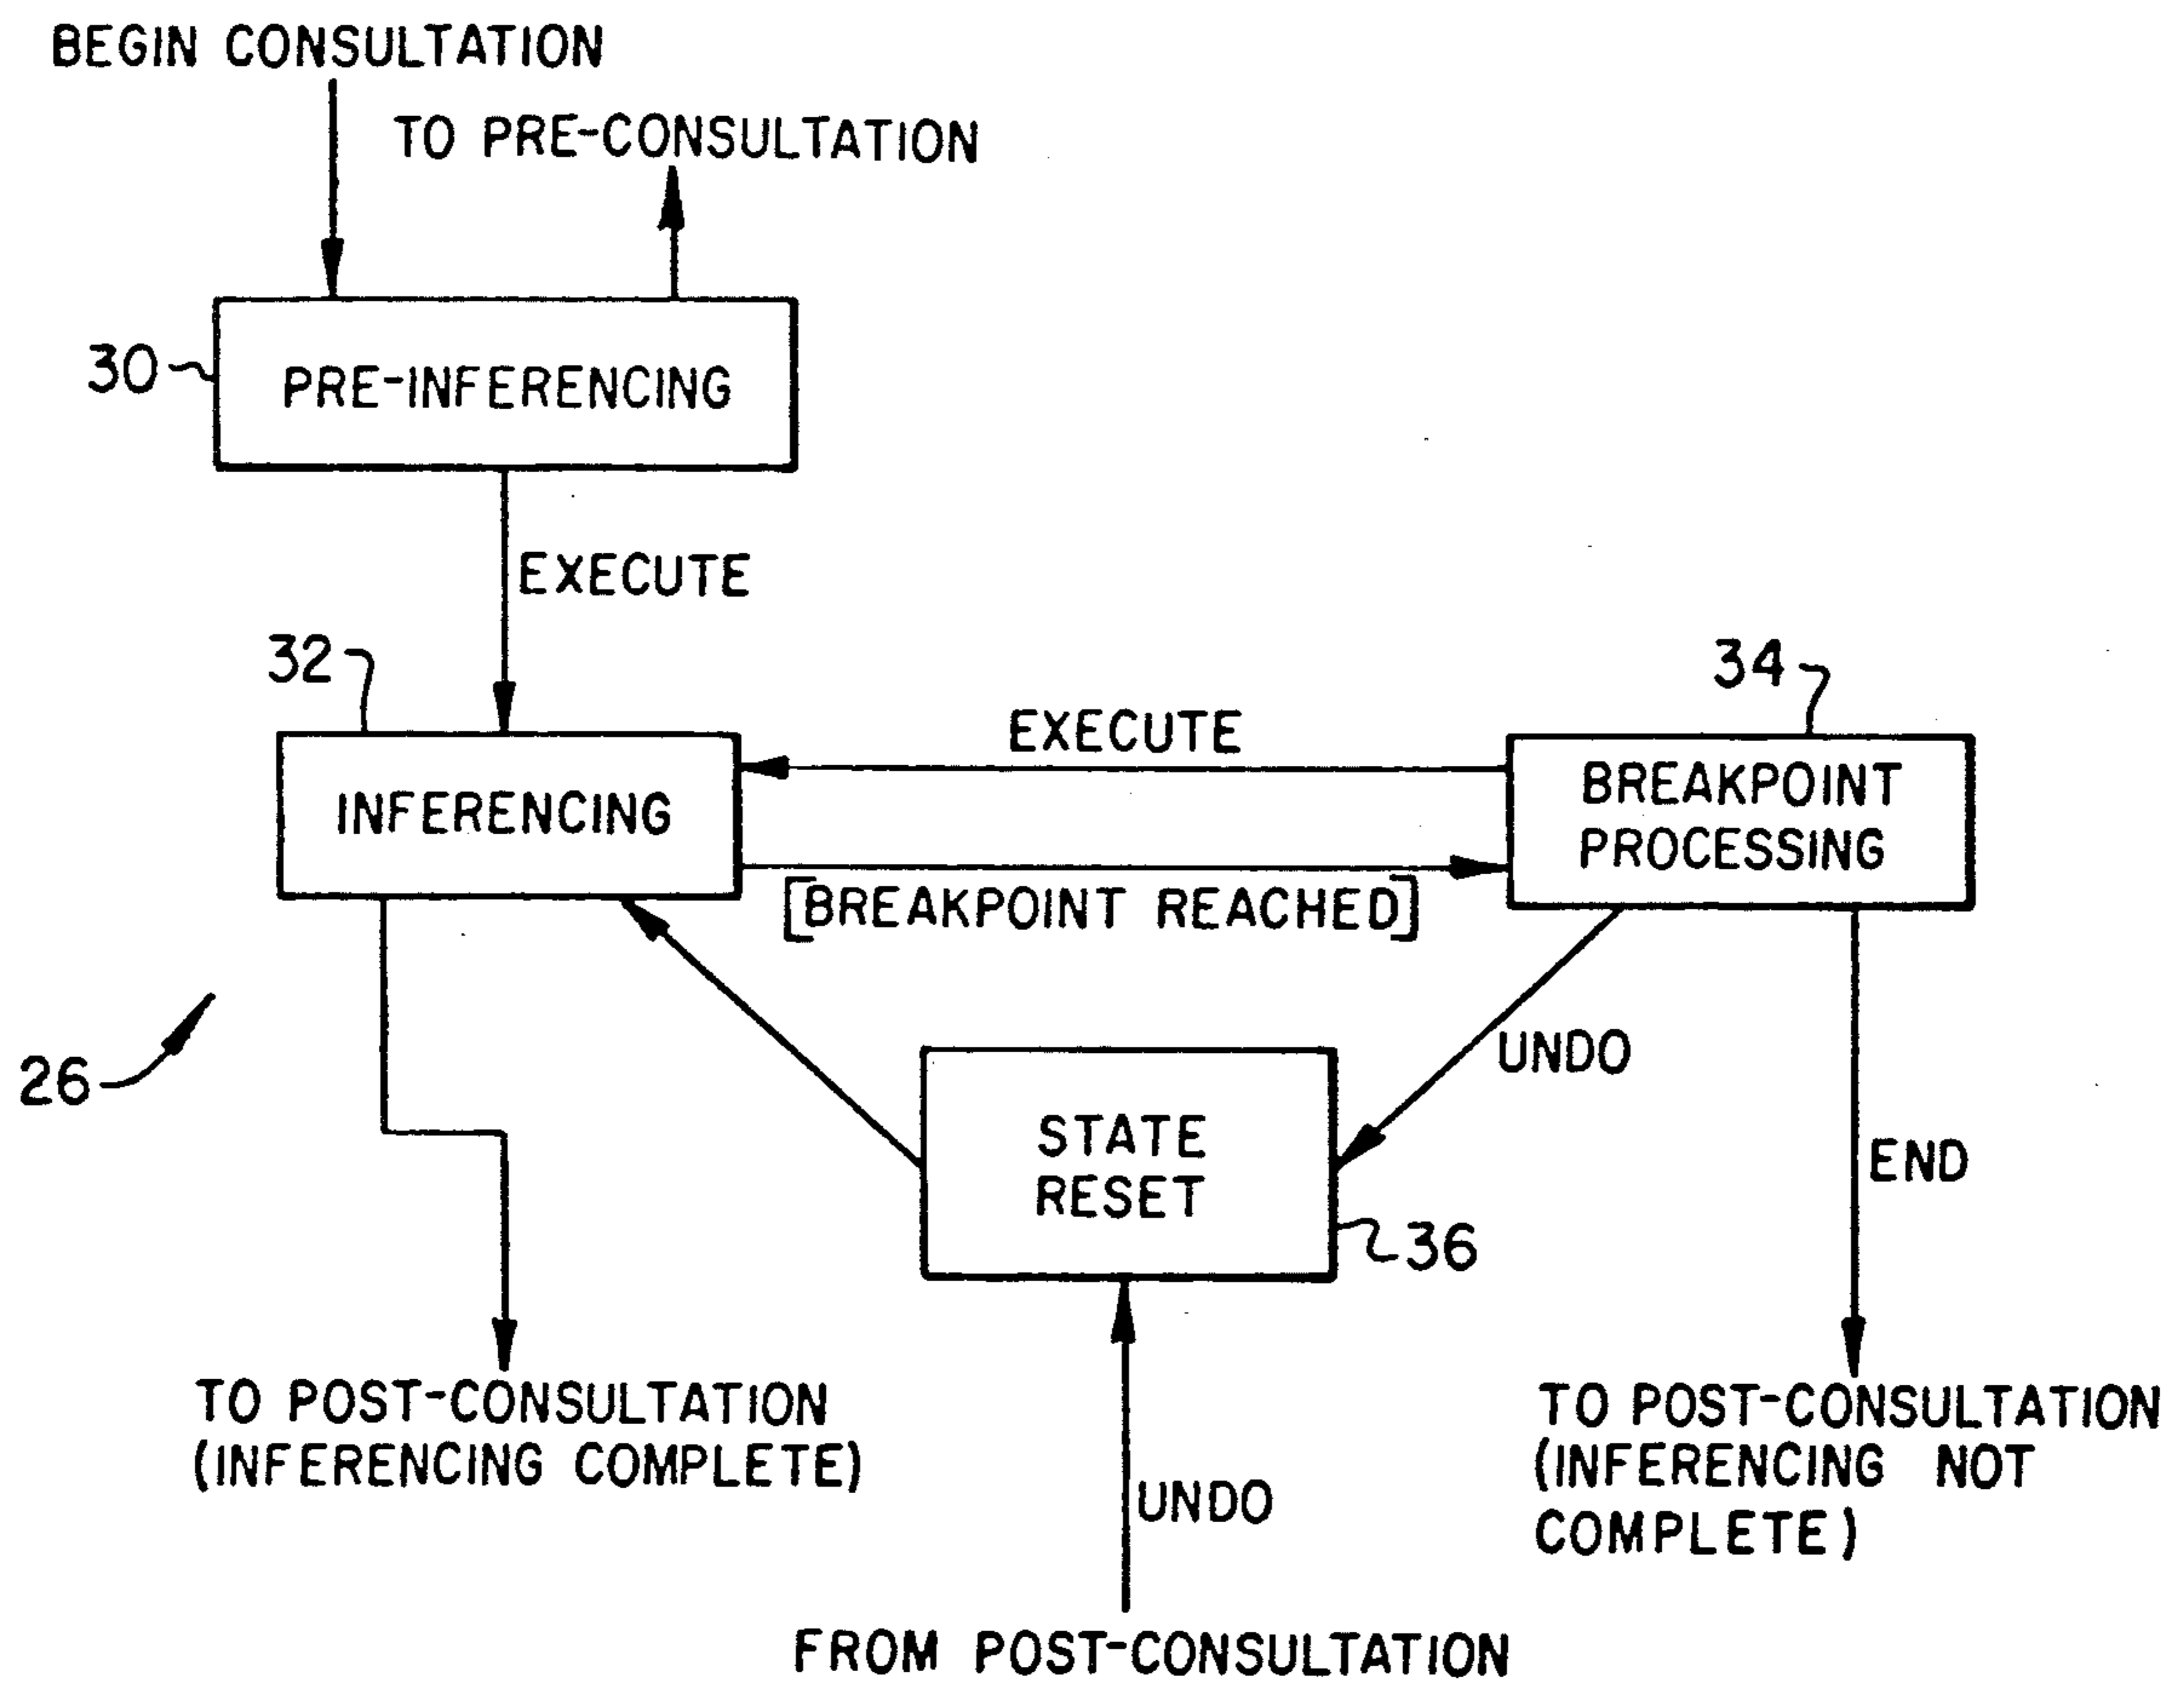 BEGIN CONSULTATION
TO PRE-CONSULTATION
30
PRE-INFERENCING
EXECUTE
32
34
EXECUTE
INFERENCING
BREAKPOINT
PROCESSING
[BREAKPOINT REACHED]
26
UNDO
STATE
RESET
END
36
TO POST-CONSULTATION
(INFERENCING COMPLETE)
TO POST-CONSULTATION
(INFERENCING NOT
COMPLETE)
UNDO
FROM POST-CONSULTATION